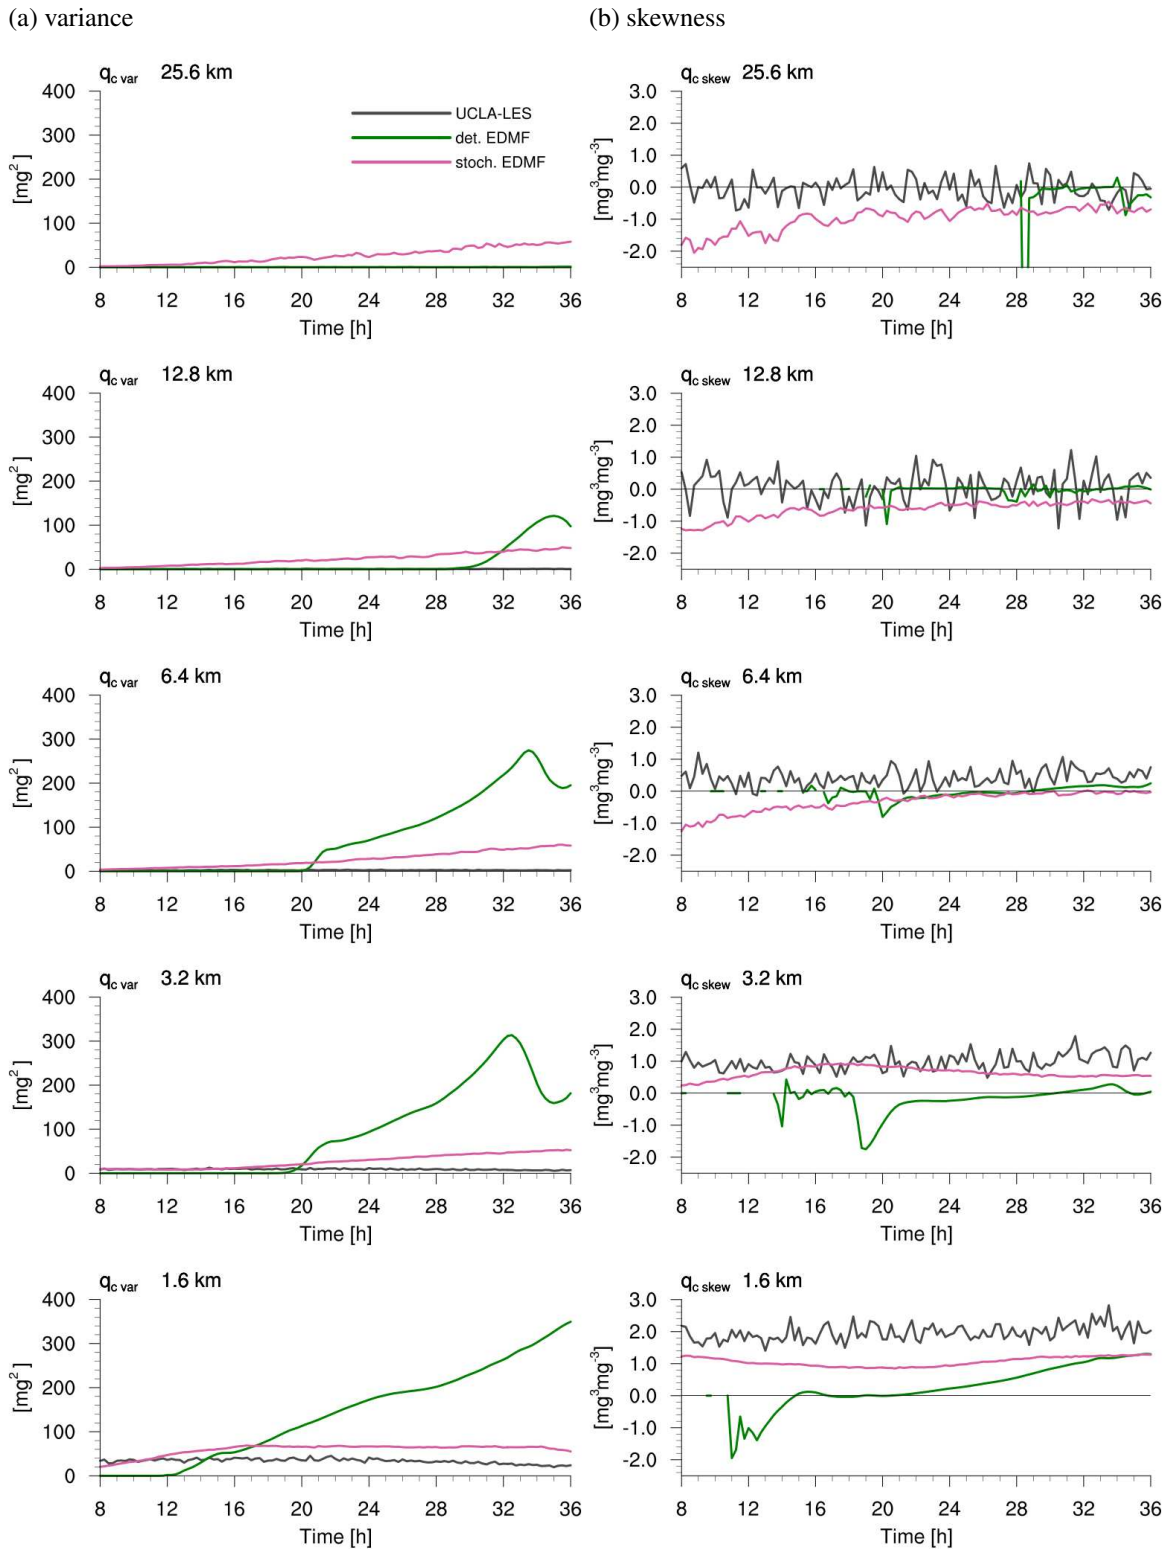 (a) variance
(b) skewness
q_c var 25.6 km
400
300
200
100
0
[mg²]
UCLA-LES
det. EDMF
stoch. EDMF
8 12 16 20 24 28 32 36
Time [h]
q_c skew 25.6 km
3.0
2.0
1.0
0.0
-1.0
-2.0
[mg³mg⁻³]
8 12 16 20 24 28 32 36
Time [h]
q_c var 12.8 km
400
300
200
100
0
[mg²]
8 12 16 20 24 28 32 36
Time [h]
q_c skew 12.8 km
3.0
2.0
1.0
0.0
-1.0
-2.0
[mg³mg⁻³]
8 12 16 20 24 28 32 36
Time [h]
q_c var 6.4 km
400
300
200
100
0
[mg²]
8 12 16 20 24 28 32 36
Time [h]
q_c skew 6.4 km
3.0
2.0
1.0
0.0
-1.0
-2.0
[mg³mg⁻³]
8 12 16 20 24 28 32 36
Time [h]
q_c var 3.2 km
400
300
200
100
0
[mg²]
8 12 16 20 24 28 32 36
Time [h]
q_c skew 3.2 km
3.0
2.0
1.0
0.0
-1.0
-2.0
[mg³mg⁻³]
8 12 16 20 24 28 32 36
Time [h]
q_c var 1.6 km
400
300
200
100
0
[mg²]
8 12 16 20 24 28 32 36
Time [h]
q_c skew 1.6 km
3.0
2.0
1.0
0.0
-1.0
-2.0
[mg³mg⁻³]
8 12 16 20 24 28 32 36
Time [h]